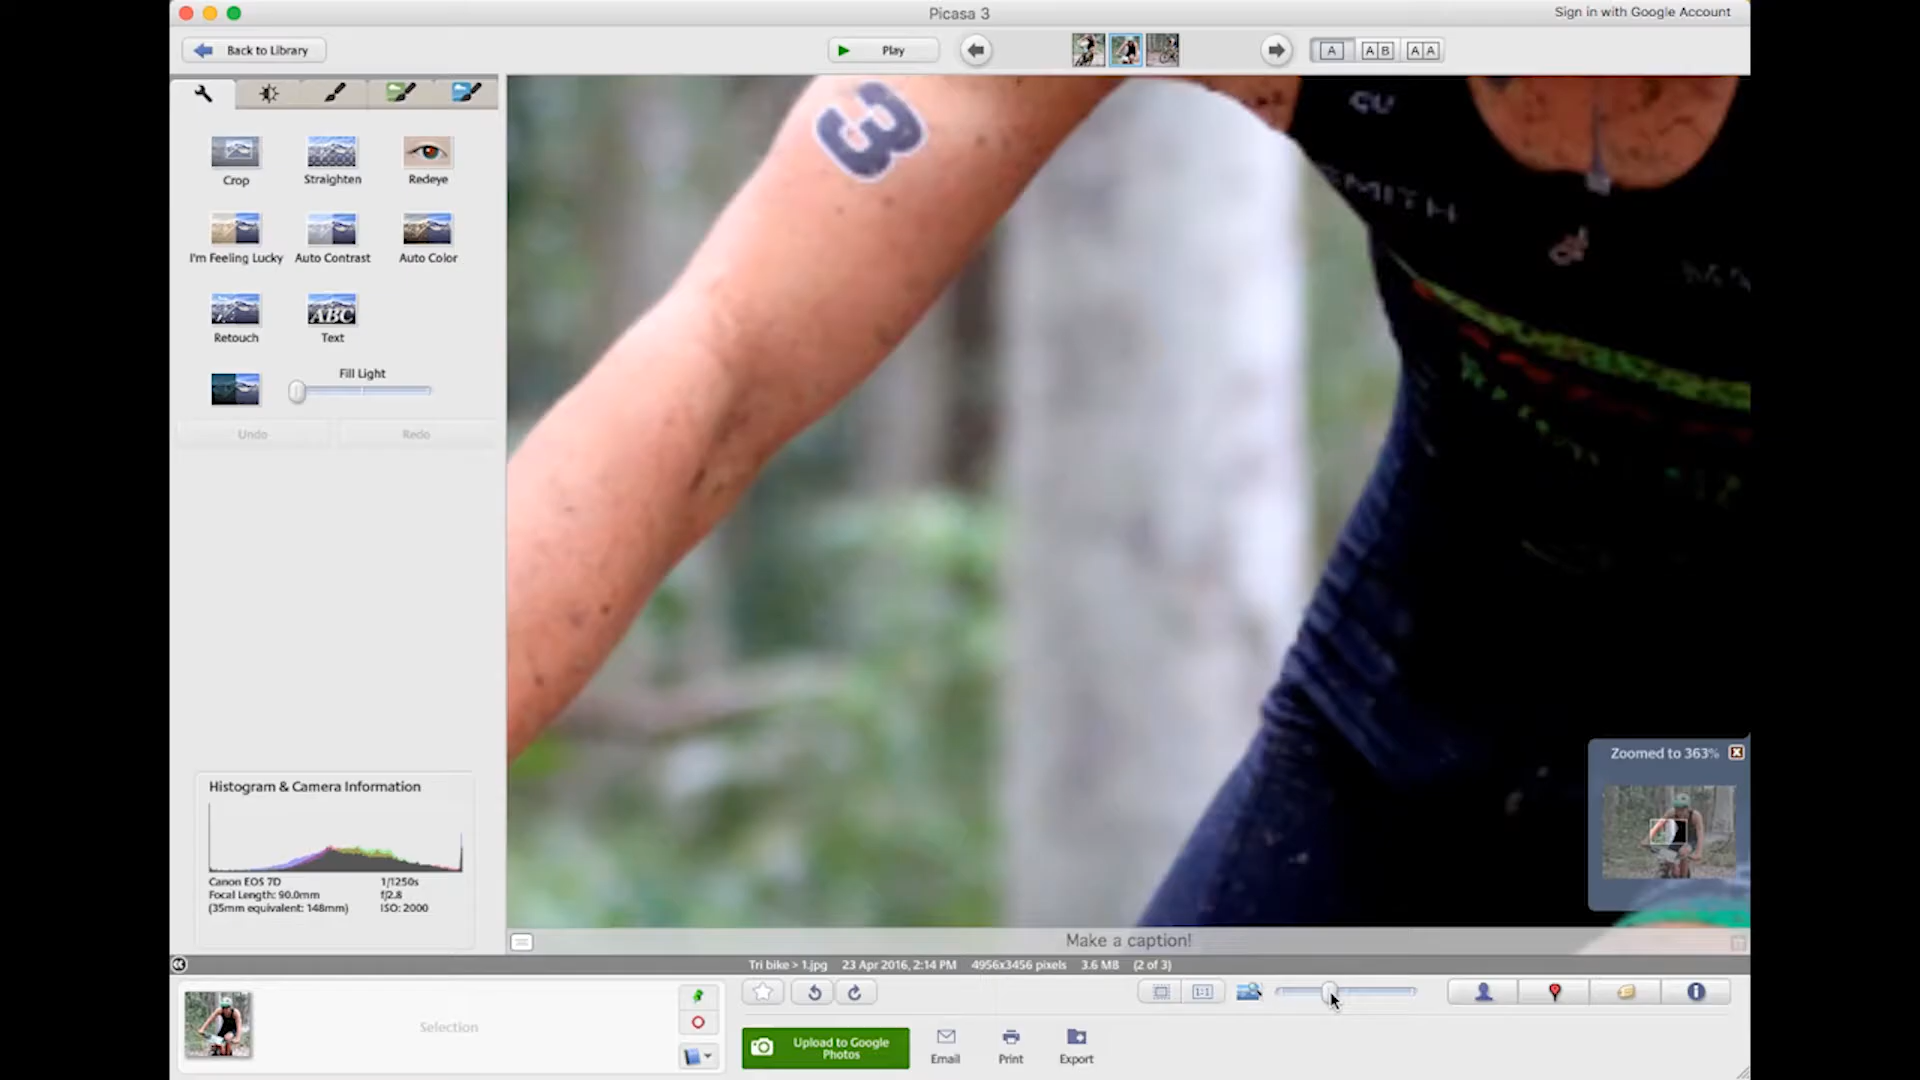 Picasa 3
Sign in with Google Account
Back to Library
Play
A
A B
A A
Crop
Straighten
Redeye
I'm Feeling Lucky
Auto Contrast
Auto Color
Retouch
ABC
Text
Fill Light
Undo
Redo
3
SMITH
Zoomed to 363%
Histogram & Camera Information
Canon EOS 7D
1/1250s
Focal Length: 90.0mm
f/2.8
(35mm equivalent: 148mm)
ISO: 2000
Make a caption!
Tri bike > 1.jpg 23 Apr 2016, 2:14 PM 4956x3456 pixels 3.6 MB (2 of 3)
1:1
Selection
Upload to Google
Photos
Email
Print
Export